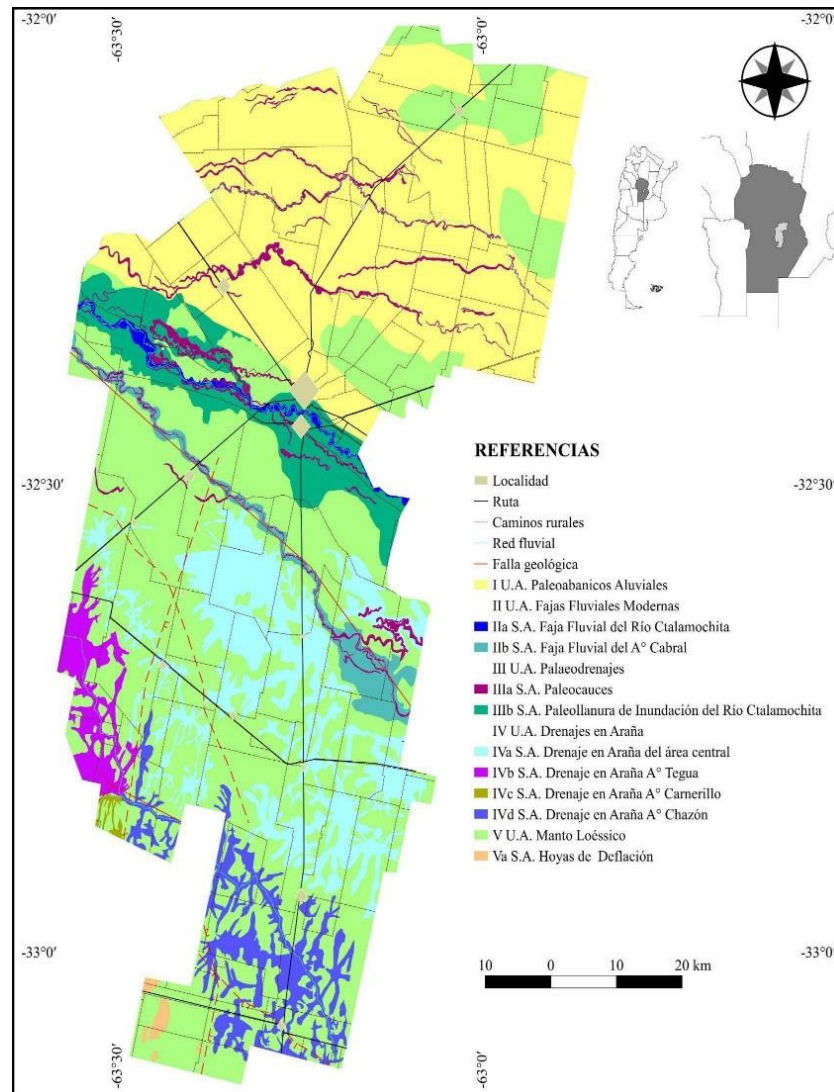 -32°0′
-63°30′
-63°0′
-32°0′
-32°30′
-32°30′
REFERENCIAS
Localidad
Ruta
Caminos rurales
Red fluvial
Falla geológica
I U.A. Paleoabanicos Aluviales
II U.A. Fajas Fluviales Modernas
IIa S.A. Faja Fluvial del Río Ctalamochita
IIb S.A. Faja Fluvial del A° Cabral
III U.A. Palaeodrenajes
IIIa S.A. Paleocauces
IIIb S.A. Paleollanura de Inundación del Río Ctalamochita
IV U.A. Drenajes en Araña
IVa S.A. Drenaje en Araña del área central
IVb S.A. Drenaje en Araña A° Tegua
IVc S.A. Drenaje en Araña A° Carnerillo
IVd S.A. Drenaje en Araña A° Chazón
V U.A. Manto Loéssico
Va S.A. Hoyas de Deflación
-33°0′
-33°0′
10 0 10 20 km
-63°30′
-63°0′